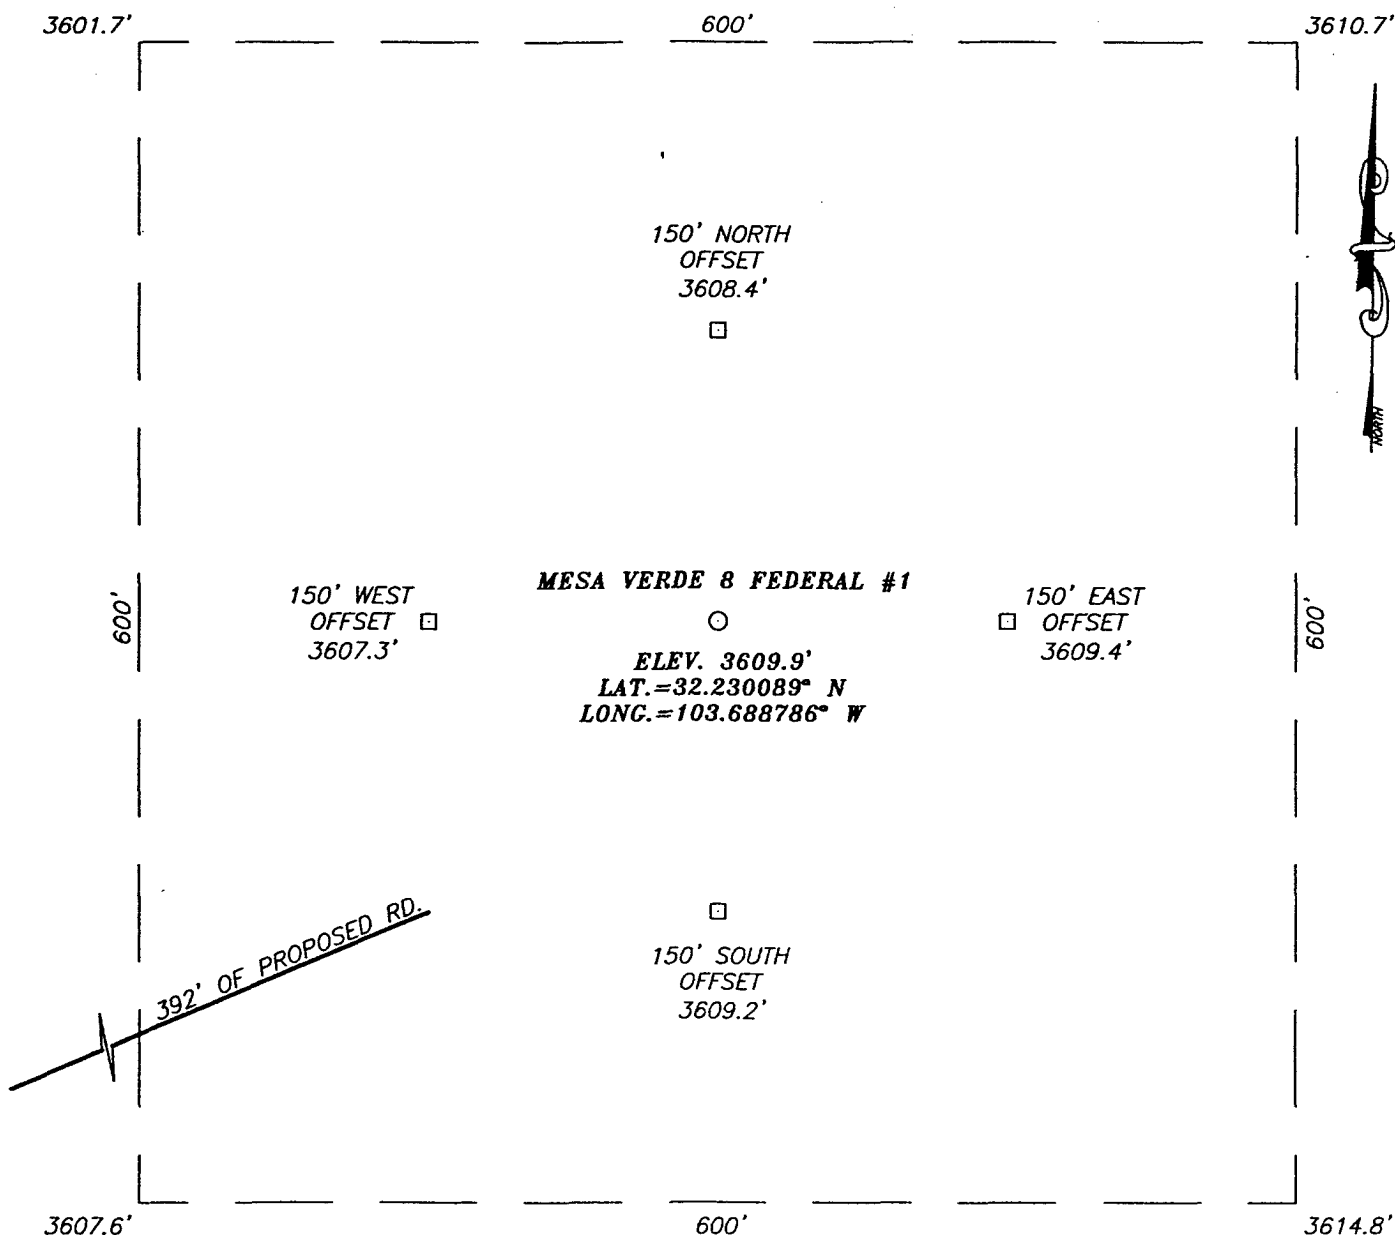 3601.7'
600'
3610.7'
NORTH
150' NORTH
OFFSET
3608.4'
600'
150' WEST
OFFSET
3607.3'
MESA VERDE 8 FEDERAL #1
ELEV. 3609.9'
LAT.=32.230089° N
LONG.=103.688786° W
150' EAST
OFFSET
3609.4'
600'
392' OF PROPOSED RD.
150' SOUTH
OFFSET
3609.2'
3607.6'
600'
3614.8'